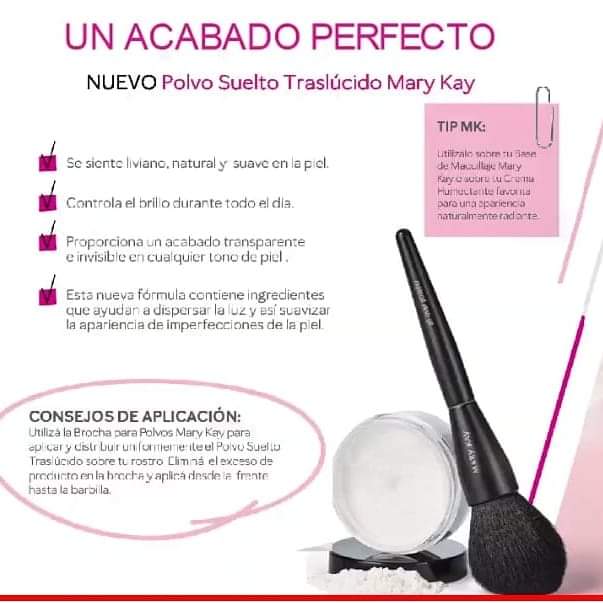 UN ACABADO PERFECTO
NUEVO Polvo Suelto Traslúcido Mary Kay
TIP MK:
Utilízalo sobre tu Base
de Maquillaje Mary
Kay o sobre tu Crema
Humectante favorita
para una apariencia
naturalmente radiante.
Se siente liviano, natural y suave en la piel.
Controla el brillo durante todo el día.
Proporciona un acabado transparente
e invisible en cualquier tono de piel .
Esta nueva fórmula contiene ingredientes
que ayudan a dispersar la luz y así suavizar
la apariencia de imperfecciones de la piel.
CONSEJOS DE APLICACIÓN:
Utilizá la Brocha para Polvos Mary Kay para
aplicar y distribuir uniformemente el Polvo Suelto
Traslúcido sobre tu rostro. Eliminá el exceso de
producto en la brocha y aplicá desde la frente
hasta la barbilla.
MARY KAY